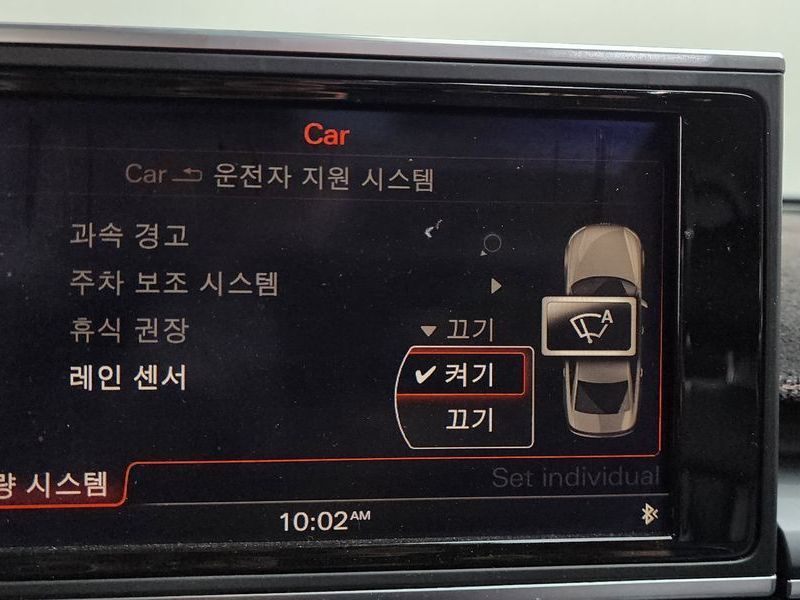 Car
Car 운전자 지원 시스템
과속 경고
주차 보조 시스템
휴식 권장 끄기
레인 센서 켜기
끄기
A
시스템
Set individual
10:02 AM